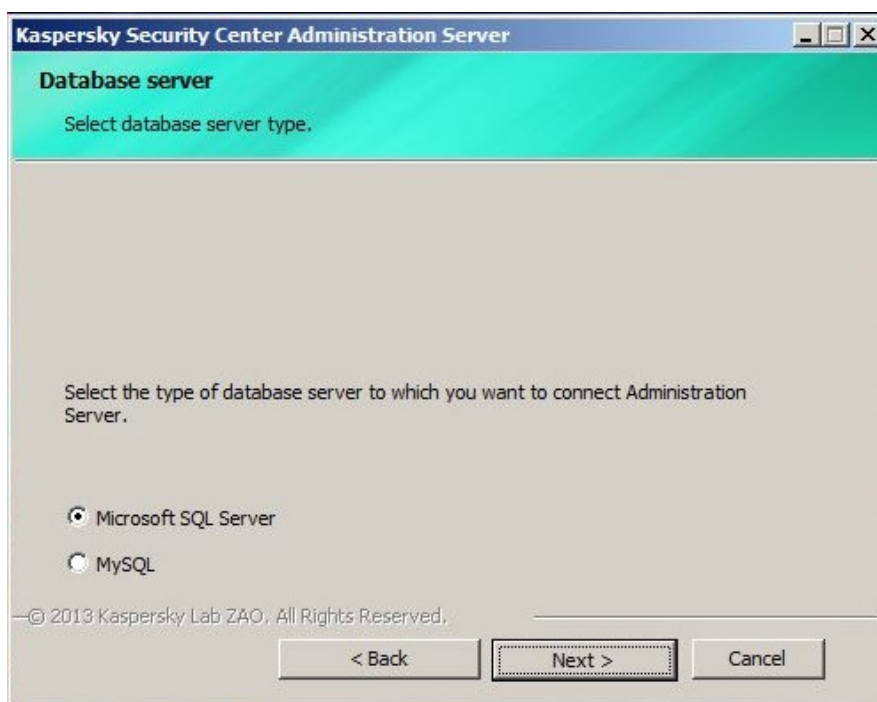 Kaspersky Security Center Administration Server
Database server
Select database server type.
Select the type of database server to which you want to connect Administration
Server.
Microsoft SQL Server
MySQL
© 2013 Kaspersky Lab ZAO. All Rights Reserved.
< Back Next > Cancel